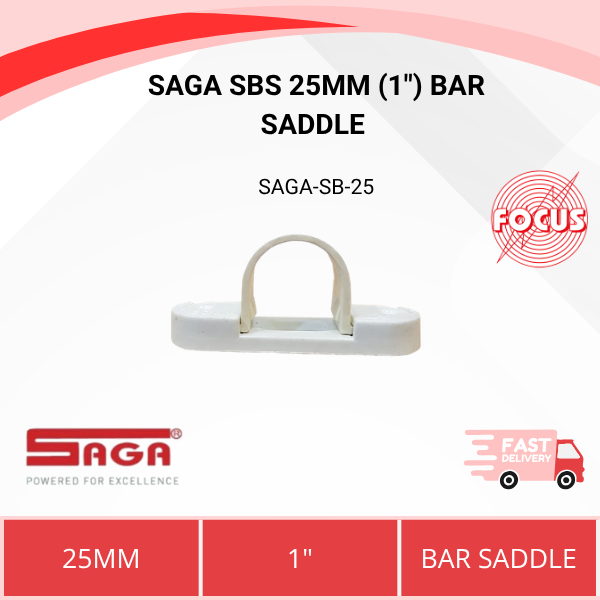 SAGA SBS 25MM (1") BAR
SADDLE
SAGA-SB-25
FOCUS
SAGA®
POWERED FOR EXCELLENCE
FAST
DELIVERY
25MM
1"
BAR SADDLE